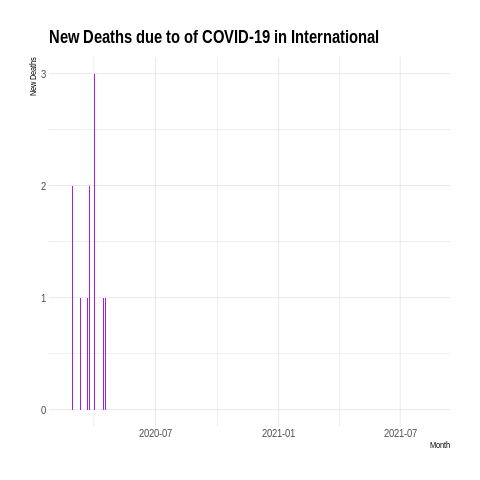 New Deaths due to of COVID-19 in International
New Deaths
3
2
1
0
2020-07 2021-01 2021-07
Month